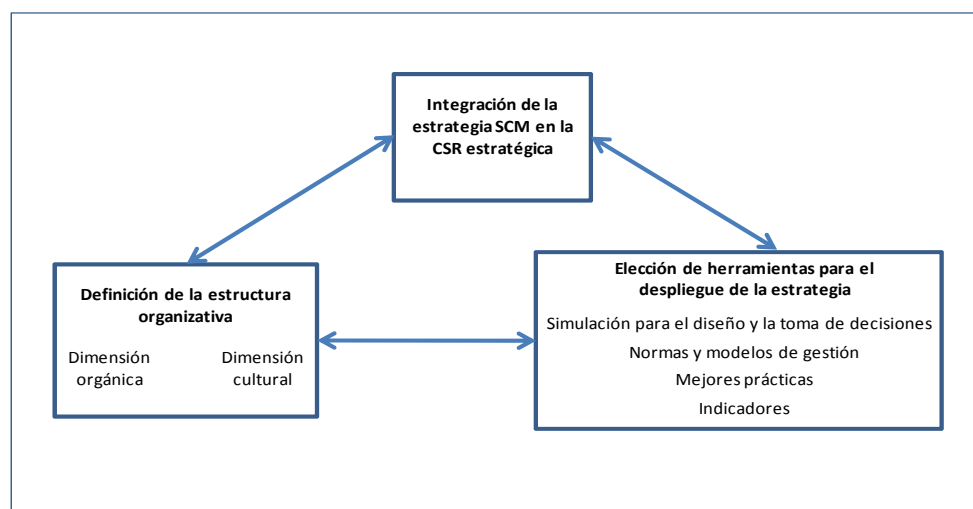 Integración de la
estrategia SCM en la
CSR estratégica
Definición de la estructura
organizativa
Dimensión
orgánica
Dimensión
cultural
Elección de herramientas para el
despliegue de la estrategia
Simulación para el diseño y la toma de decisiones
Normas y modelos de gestión
Mejores prácticas
Indicadores